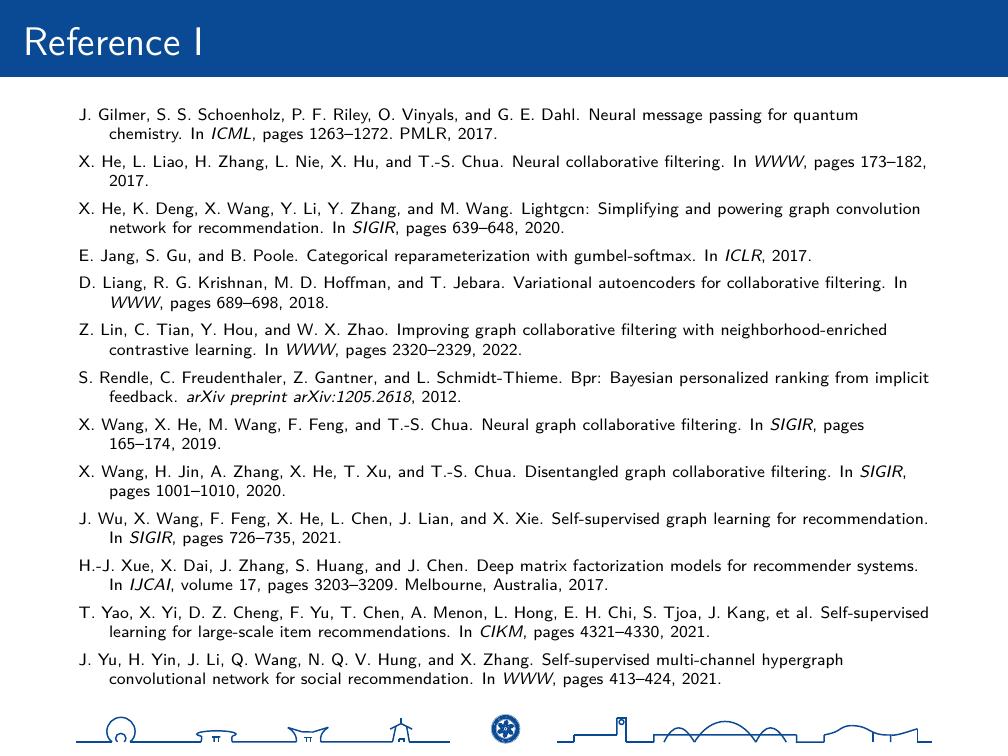 Reference I
J. Gilmer, S. S. Schoenholz, P. F. Riley, O. Vinyals, and G. E. Dahl. Neural message passing for quantum
chemistry. In ICML, pages 1263–1272. PMLR, 2017.
X. He, L. Liao, H. Zhang, L. Nie, X. Hu, and T.-S. Chua. Neural collaborative filtering. In WWW, pages 173–182,
2017.
X. He, K. Deng, X. Wang, Y. Li, Y. Zhang, and M. Wang. Lightgcn: Simplifying and powering graph convolution
network for recommendation. In SIGIR, pages 639–648, 2020.
E. Jang, S. Gu, and B. Poole. Categorical reparameterization with gumbel-softmax. In ICLR, 2017.
D. Liang, R. G. Krishnan, M. D. Hoffman, and T. Jebara. Variational autoencoders for collaborative filtering. In
WWW, pages 689–698, 2018.
Z. Lin, C. Tian, Y. Hou, and W. X. Zhao. Improving graph collaborative filtering with neighborhood-enriched
contrastive learning. In WWW, pages 2320–2329, 2022.
S. Rendle, C. Freudenthaler, Z. Gantner, and L. Schmidt-Thieme. Bpr: Bayesian personalized ranking from implicit
feedback. arXiv preprint arXiv:1205.2618, 2012.
X. Wang, X. He, M. Wang, F. Feng, and T.-S. Chua. Neural graph collaborative filtering. In SIGIR, pages
165–174, 2019.
X. Wang, H. Jin, A. Zhang, X. He, T. Xu, and T.-S. Chua. Disentangled graph collaborative filtering. In SIGIR,
pages 1001–1010, 2020.
J. Wu, X. Wang, F. Feng, X. He, L. Chen, J. Lian, and X. Xie. Self-supervised graph learning for recommendation.
In SIGIR, pages 726–735, 2021.
H.-J. Xue, X. Dai, J. Zhang, S. Huang, and J. Chen. Deep matrix factorization models for recommender systems.
In IJCAI, volume 17, pages 3203–3209. Melbourne, Australia, 2017.
T. Yao, X. Yi, D. Z. Cheng, F. Yu, T. Chen, A. Menon, L. Hong, E. H. Chi, S. Tjoa, J. Kang, et al. Self-supervised
learning for large-scale item recommendations. In CIKM, pages 4321–4330, 2021.
J. Yu, H. Yin, J. Li, Q. Wang, N. Q. V. Hung, and X. Zhang. Self-supervised multi-channel hypergraph
convolutional network for social recommendation. In WWW, pages 413–424, 2021.